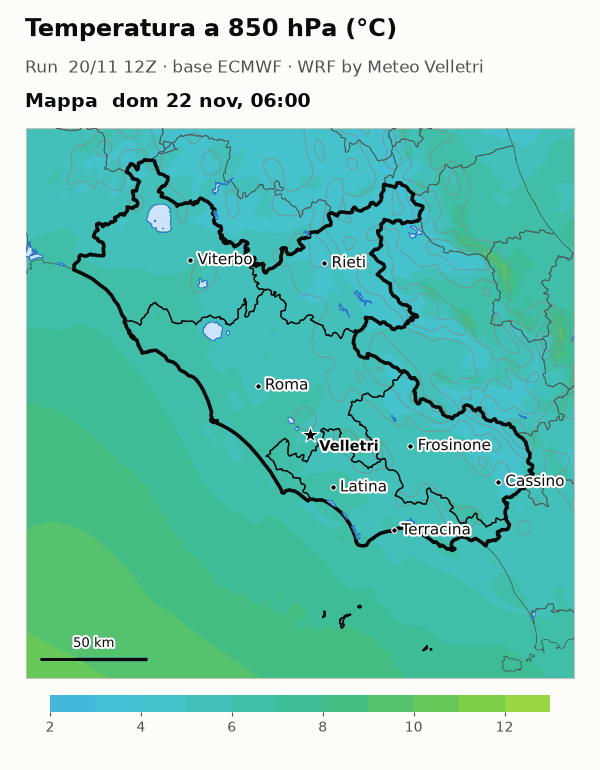 Temperatura a 850 hPa (°C)
Run  20/11 12Z · base ECMWF · WRF by Meteo Velletri
Mappa  dom 22 nov, 06:00
Viterbo
Rieti
Roma
Velletri
Frosinone
Cassino
Latina
Terracina
50 km
2 4 6 8 10 12